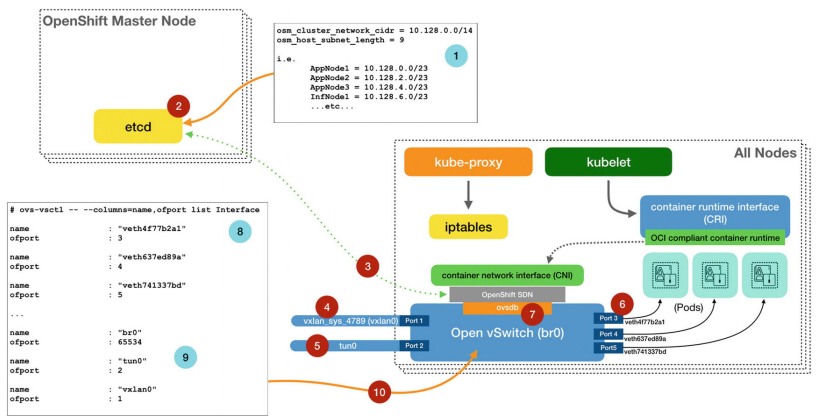 OpenShift Master Node
osm_cluster_network_cidr = 10.128.0.0/14
osm_host_subnet_length = 9
i.e.
AppNode1 = 10.128.0.0/23
AppNode2 = 10.128.2.0/23
AppNode3 = 10.128.4.0/23
InfNode1 = 10.128.6.0/23
...etc...
1
2
etcd
All Nodes
kube-proxy
kubelet
iptables
container runtime interface
(CRI)
OCI compliant container runtime
3
container network interface (CNI)
OpenShift SDN
ovsdb
4
vxlan_sys_4789 (vxlan0)
Port 1
5
tun0
Port 2
7
Open vSwitch (br0)
6
Port 3
veth4f77b2a1
Port 4
veth637ed89a
Port5
veth741337bd
(Pods)
# ovs-vsctl -- --columns=name,ofport list Interface
8
name : "veth4f77b2a1"
ofport : 3
name : "veth637ed89a"
ofport : 4
name : "veth741337bd"
ofport : 5
...
name : "br0"
ofport : 65534
9
name : "tun0"
ofport : 2
name : "vxlan0"
ofport : 1
10